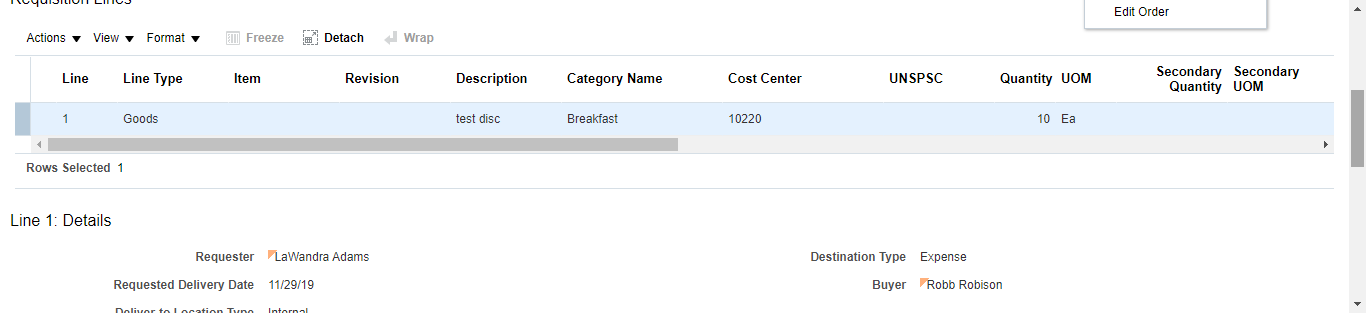 Requisition Lines
Edit Order
Actions View Format Freeze Detach Wrap
Line Line Type Item Revision Description Category Name Cost Center UNSPSC Quantity UOM Secondary Quantity Secondary UOM
1 Goods test disc Breakfast 10220 10 Ea
Rows Selected 1
Line 1: Details
Requester LaWandra Adams Destination Type Expense
Requested Delivery Date 11/29/19 Buyer Robb Robison
Deliver to Location Type Internal